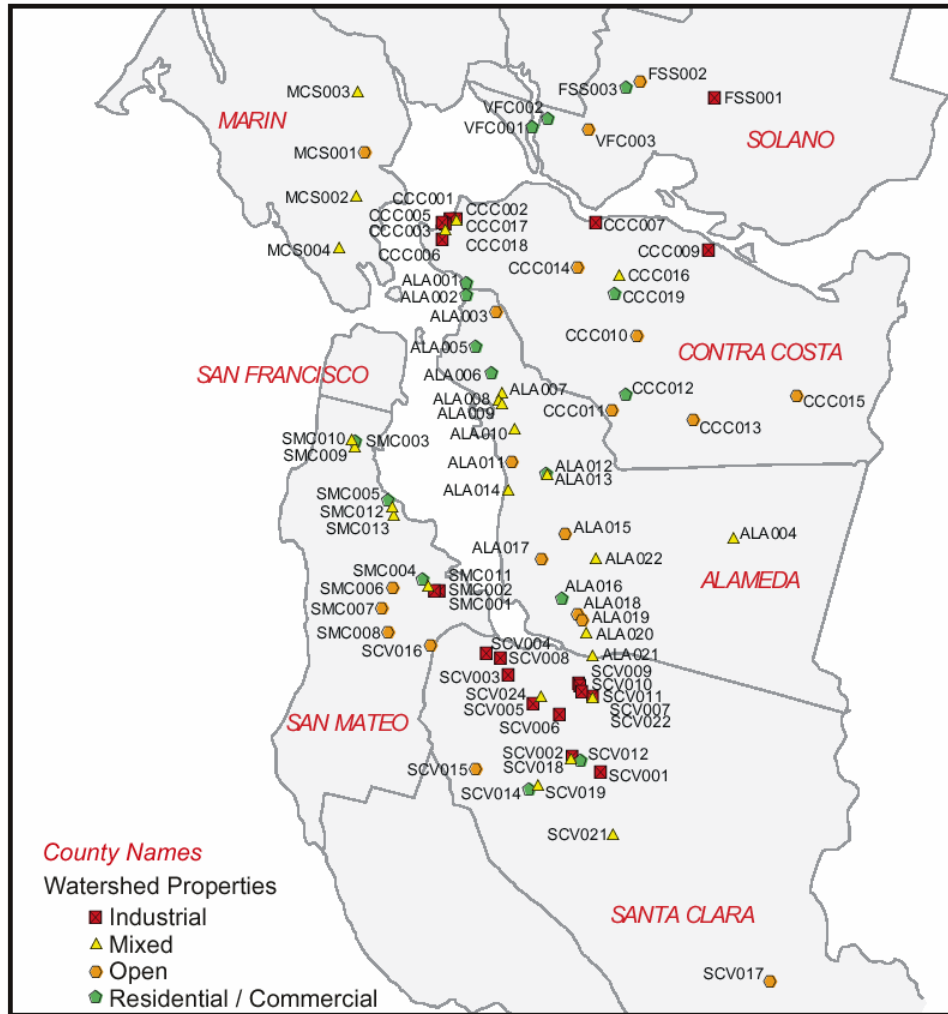 FSS002
FSS003
FSS001
MCS003
VFC002
MARIN
VFC001
VFC003
SOLANO
MCS001
CCC001
MCS002
CCC005
CCC002
CCC003
CCC017
CCC007
CCC006
CCC018
MCS004
CCC009
CCC014
CCC016
ALA001
ALA002
CCC019
ALA003
CCC010
ALA005
CONTRA COSTA
SAN FRANCISCO
ALA006
ALA007
ALA008
CCC012
CCC015
ALA009
CCC011
CCC013
ALA010
SMC010
SMC003
SMC009
ALA011
ALA012
ALA013
ALA014
SMC005
SMC012
SMC013
ALA015
ALA004
ALA017
ALA022
ALAMEDA
SMC004
SMC011
SMC006
SMC002
ALA016
SMC001
ALA018
SMC007
ALA019
SMC008
ALA020
SCV016
SCV004
ALA021
SCV008
SCV009
SCV003
SCV010
SCV024
SCV011
SCV005
SCV007
SAN MATEO
SCV006
SCV022
SCV002
SCV012
SCV018
SCV015
SCV001
SCV014
SCV019
SCV021
County Names
Watershed Properties
SANTA CLARA
Industrial
Mixed
Open
SCV017
Residential / Commercial